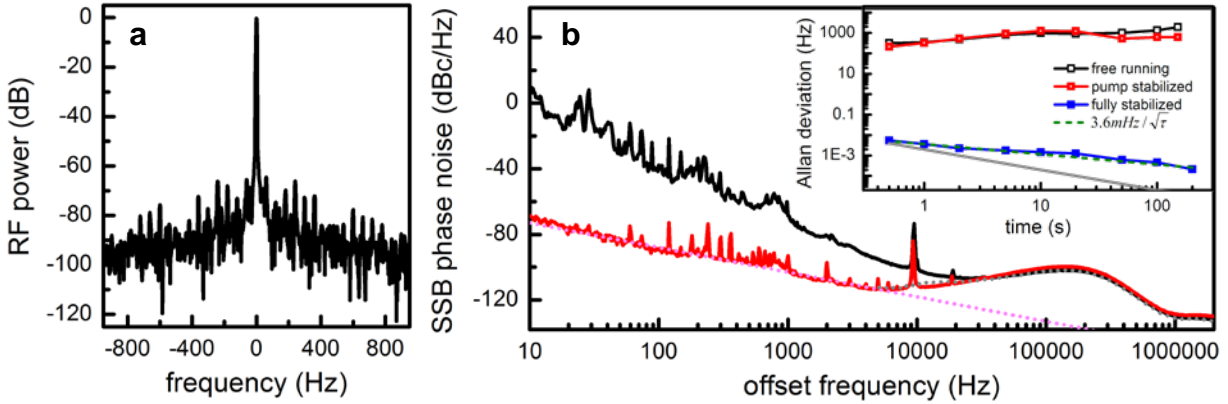 a
0
-20
-40
-60
-80
-100
-120
RF power (dB)
-800
-400
0
400
800
frequency (Hz)
b
0
-40
-80
-120
SSB phase noise (dBc/Hz)
10
100
1000
10000
100000
1000000
offset frequency (Hz)
1000
10
0.1
1E-3
Allan deviation (Hz)
free running
pump stabilized
fully stabilized
3.6mHz/√τ
1
10
100
time (s)